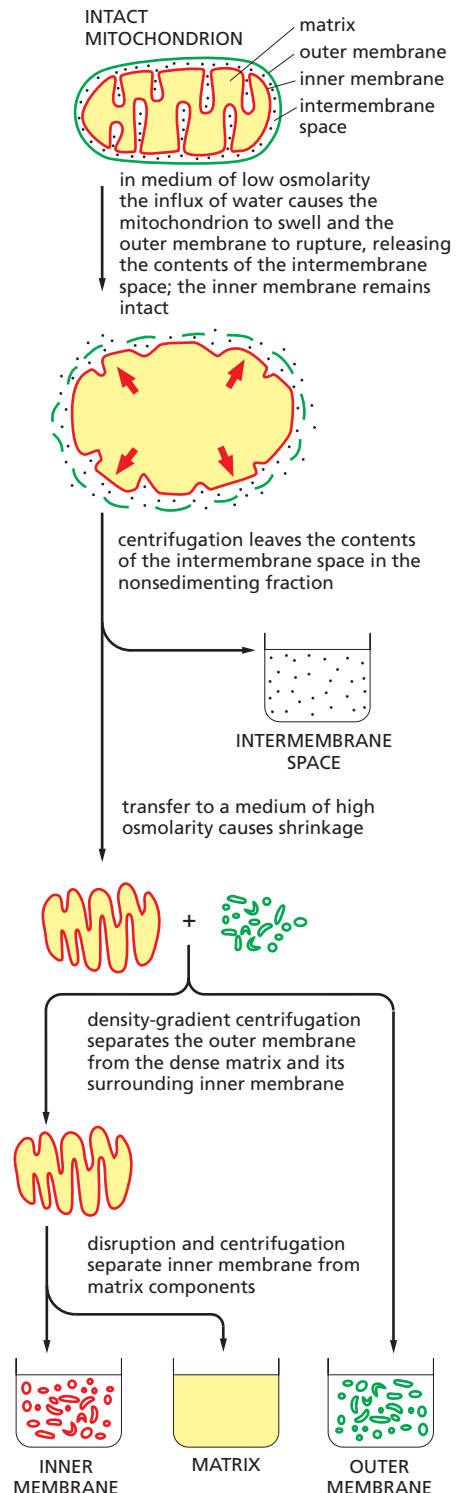 INTACT
MITOCHONDRION
matrix
outer membrane
inner membrane
intermembrane
space
in medium of low osmolarity
the influx of water causes the
mitochondrion to swell and the
outer membrane to rupture, releasing
the contents of the intermembrane
space; the inner membrane remains
intact
centrifugation leaves the contents
of the intermembrane space in the
nonsedimenting fraction
INTERMEMBRANE
SPACE
transfer to a medium of high
osmolarity causes shrinkage
+
density-gradient centrifugation
separates the outer membrane
from the dense matrix and its
surrounding inner membrane
disruption and centrifugation
separate inner membrane from
matrix components
INNER
MEMBRANE
MATRIX
OUTER
MEMBRANE